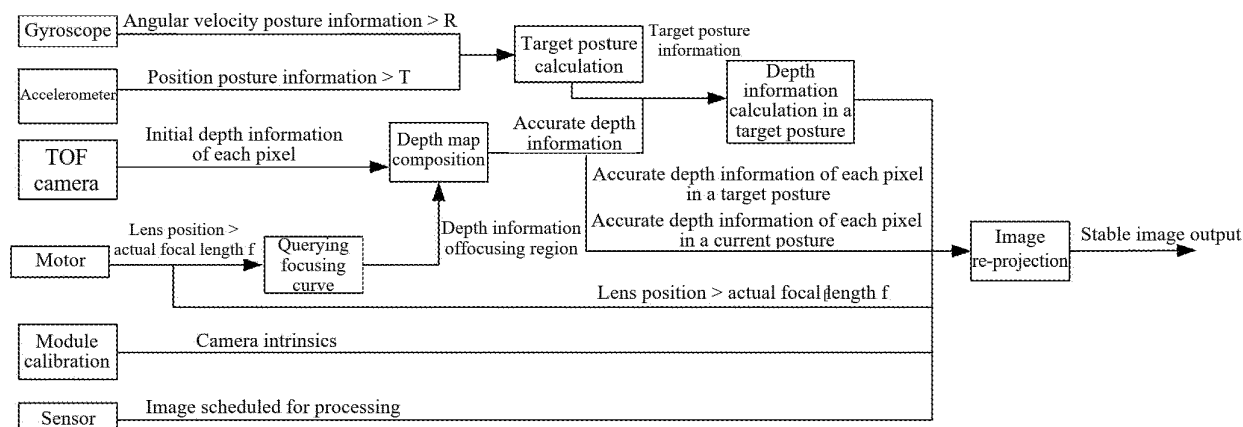 Gyroscope
Angular velocity posture information > R
Accelerometer
Position posture information > T
Target posture
calculation
Target posture
information
Depth
information
calculation in a
target posture
TOF
camera
Initial depth information
of each pixel
Depth map
composition
Accurate depth
information
Accurate depth information of each pixel
in a target posture
Accurate depth information of each pixel
in a current posture
Motor
Lens position >
actual focal length f
Querying
focusing
curve
Depth information
offocusing region
Lens position > actual focal length f
Image
re-projection
Stable image output
Module
calibration
Camera intrinsics
Sensor
Image scheduled for processing